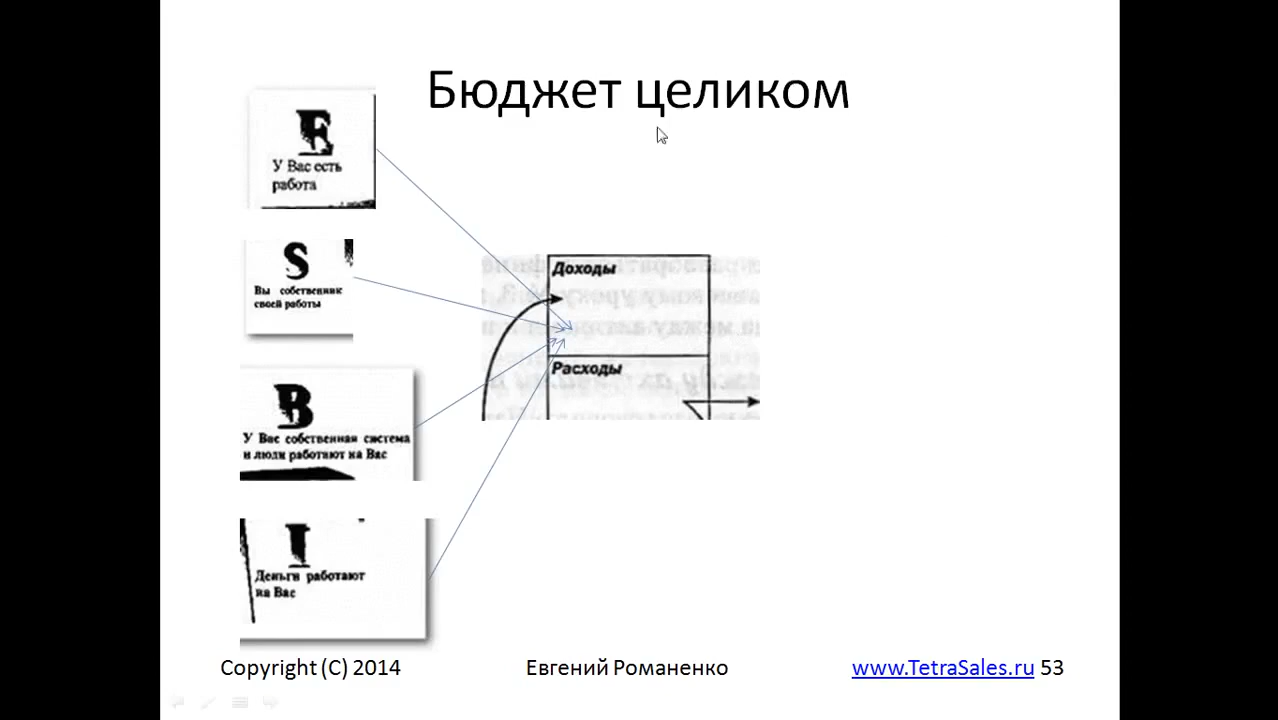 Бюджет целиком
E
У Вас есть
работа
S
Вы собственник
своей работы
B
У Вас собственная система
и люди работают на Вас
I
Деньги работают
на Вас
Доходы
Расходы
Copyright (C) 2014
Евгений Романенко
www.TetraSales.ru 53